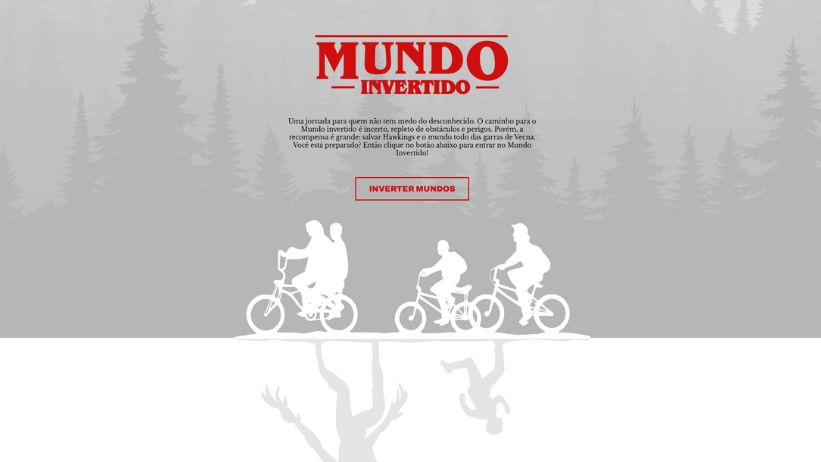 MUNDO
INVERTIDO
Uma jornada para quem não tem medo do desconhecido. O caminho para o
Mundo invertido é incerto, repleto de obstáculos e perigos. Porém, a
recompensa é grande: salvar Hawkings e o mundo todo das garras de Vecna.
Você está preparado? Então clique no botão abaixo para entrar no Mundo
Invertido!
INVERTER MUNDOS